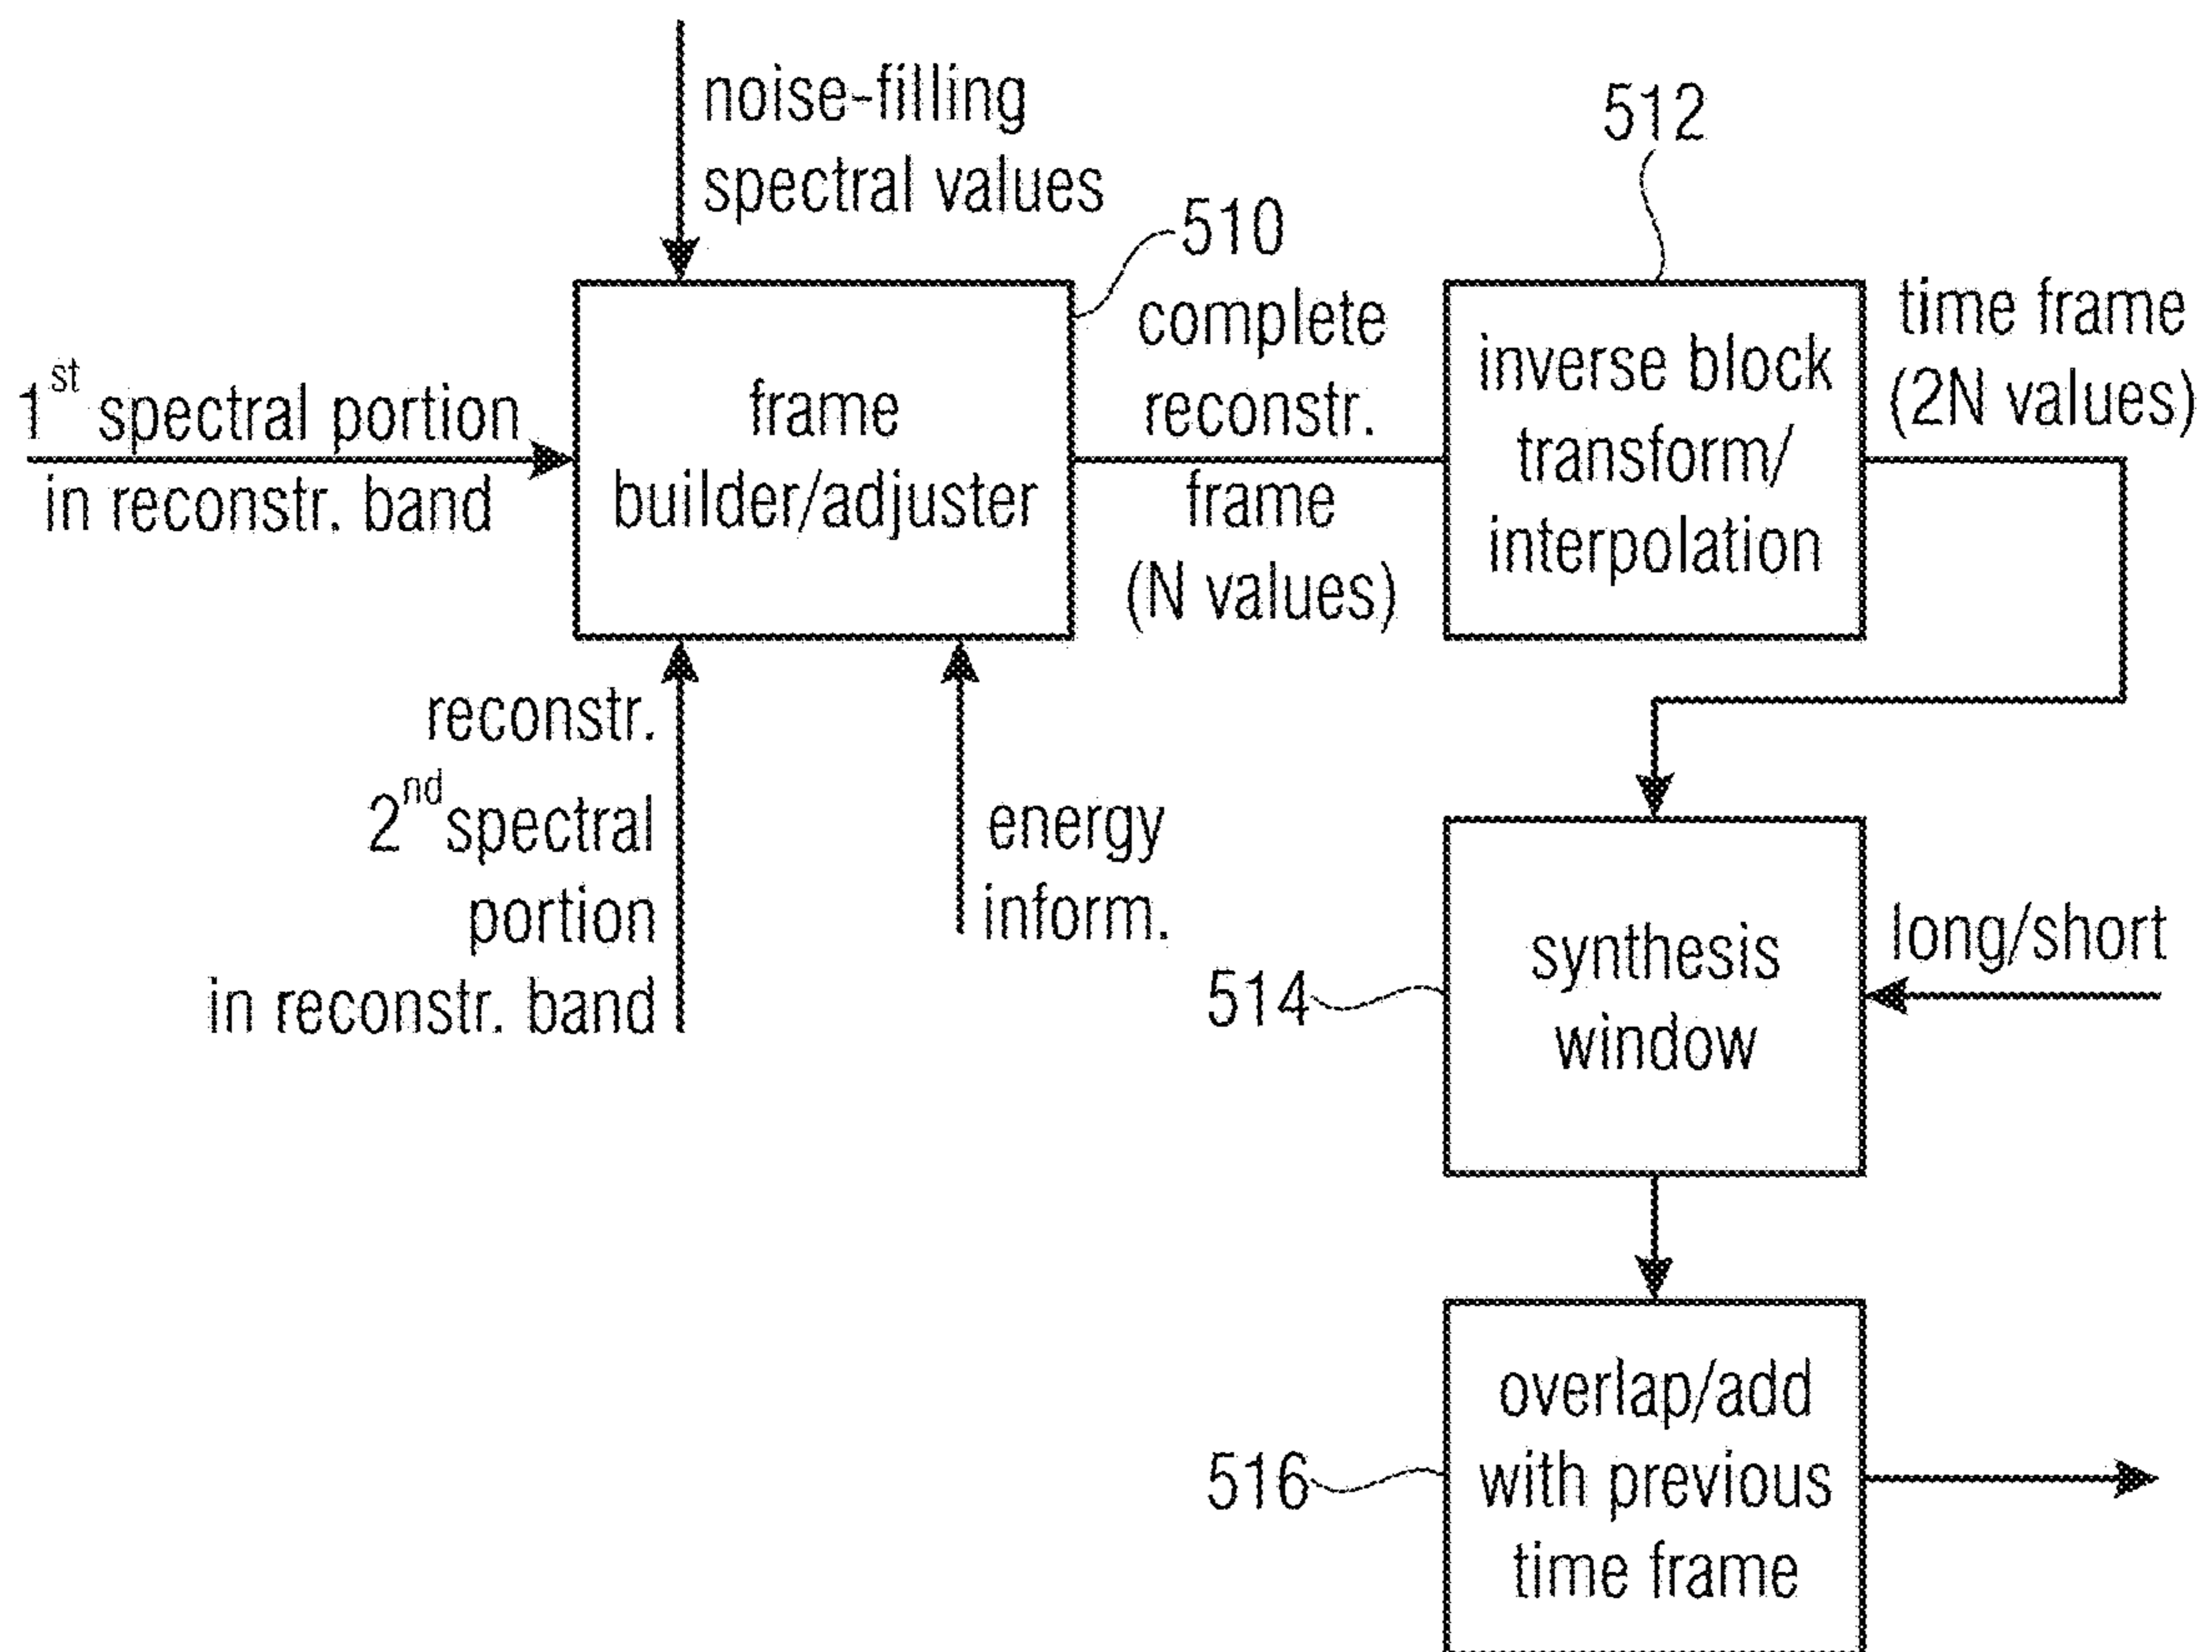 noise-filling
spectral values
512
510
1st spectral portion
in reconstr. band
frame
builder/adjuster
complete
reconstr.
frame
(N values)
inverse block
transform/
interpolation
time frame
(2N values)
reconstr.
2nd spectral
portion
in reconstr. band
energy
inform.
514
synthesis
window
long/short
516
overlap/add
with previous
time frame